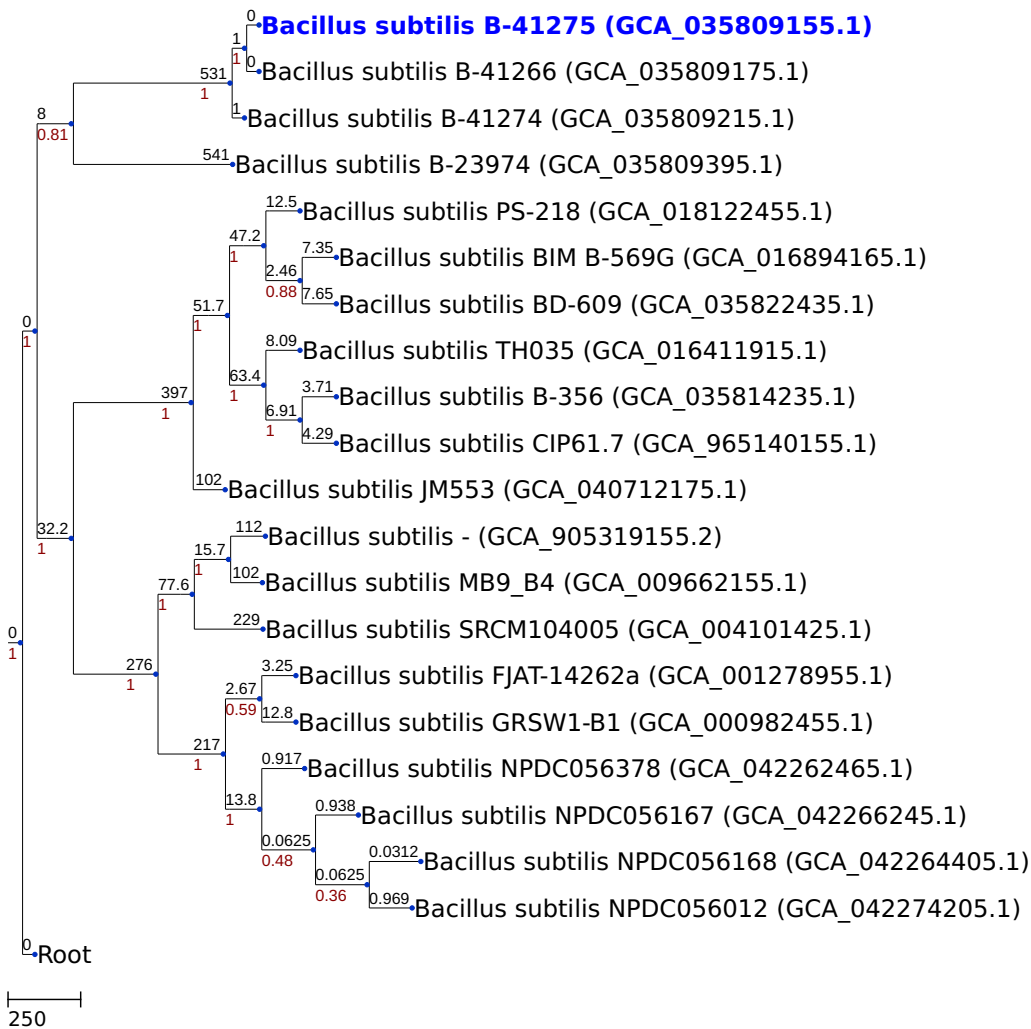 0
Bacillus subtilis B-41275 (GCA_035809155.1)
1
1
0
Bacillus subtilis B-41266 (GCA_035809175.1)
531
1
1
Bacillus subtilis B-41274 (GCA_035809215.1)
8
0.81
541
Bacillus subtilis B-23974 (GCA_035809395.1)
12.5
Bacillus subtilis PS-218 (GCA_018122455.1)
47.2
1
7.35
Bacillus subtilis BIM B-569G (GCA_016894165.1)
2.46
0.88
7.65
Bacillus subtilis BD-609 (GCA_035822435.1)
51.7
1
0
1
8.09
Bacillus subtilis TH035 (GCA_016411915.1)
63.4
1
3.71
Bacillus subtilis B-356 (GCA_035814235.1)
397
1
6.91
1
4.29
Bacillus subtilis CIP61.7 (GCA_965140155.1)
102
Bacillus subtilis JM553 (GCA_040712175.1)
32.2
1
112
Bacillus subtilis - (GCA_905319155.2)
15.7
1
102
Bacillus subtilis MB9_B4 (GCA_009662155.1)
77.6
1
229
Bacillus subtilis SRCM104005 (GCA_004101425.1)
0
1
276
1
3.25
Bacillus subtilis FJAT-14262a (GCA_001278955.1)
2.67
0.59
12.8
Bacillus subtilis GRSW1-B1 (GCA_000982455.1)
217
1
0.917
Bacillus subtilis NPDC056378 (GCA_042262465.1)
13.8
1
0.938
Bacillus subtilis NPDC056167 (GCA_042266245.1)
0.0625
0.48
0.0312
Bacillus subtilis NPDC056168 (GCA_042264405.1)
0.0625
0.36
0.969
Bacillus subtilis NPDC056012 (GCA_042274205.1)
0
Root
250